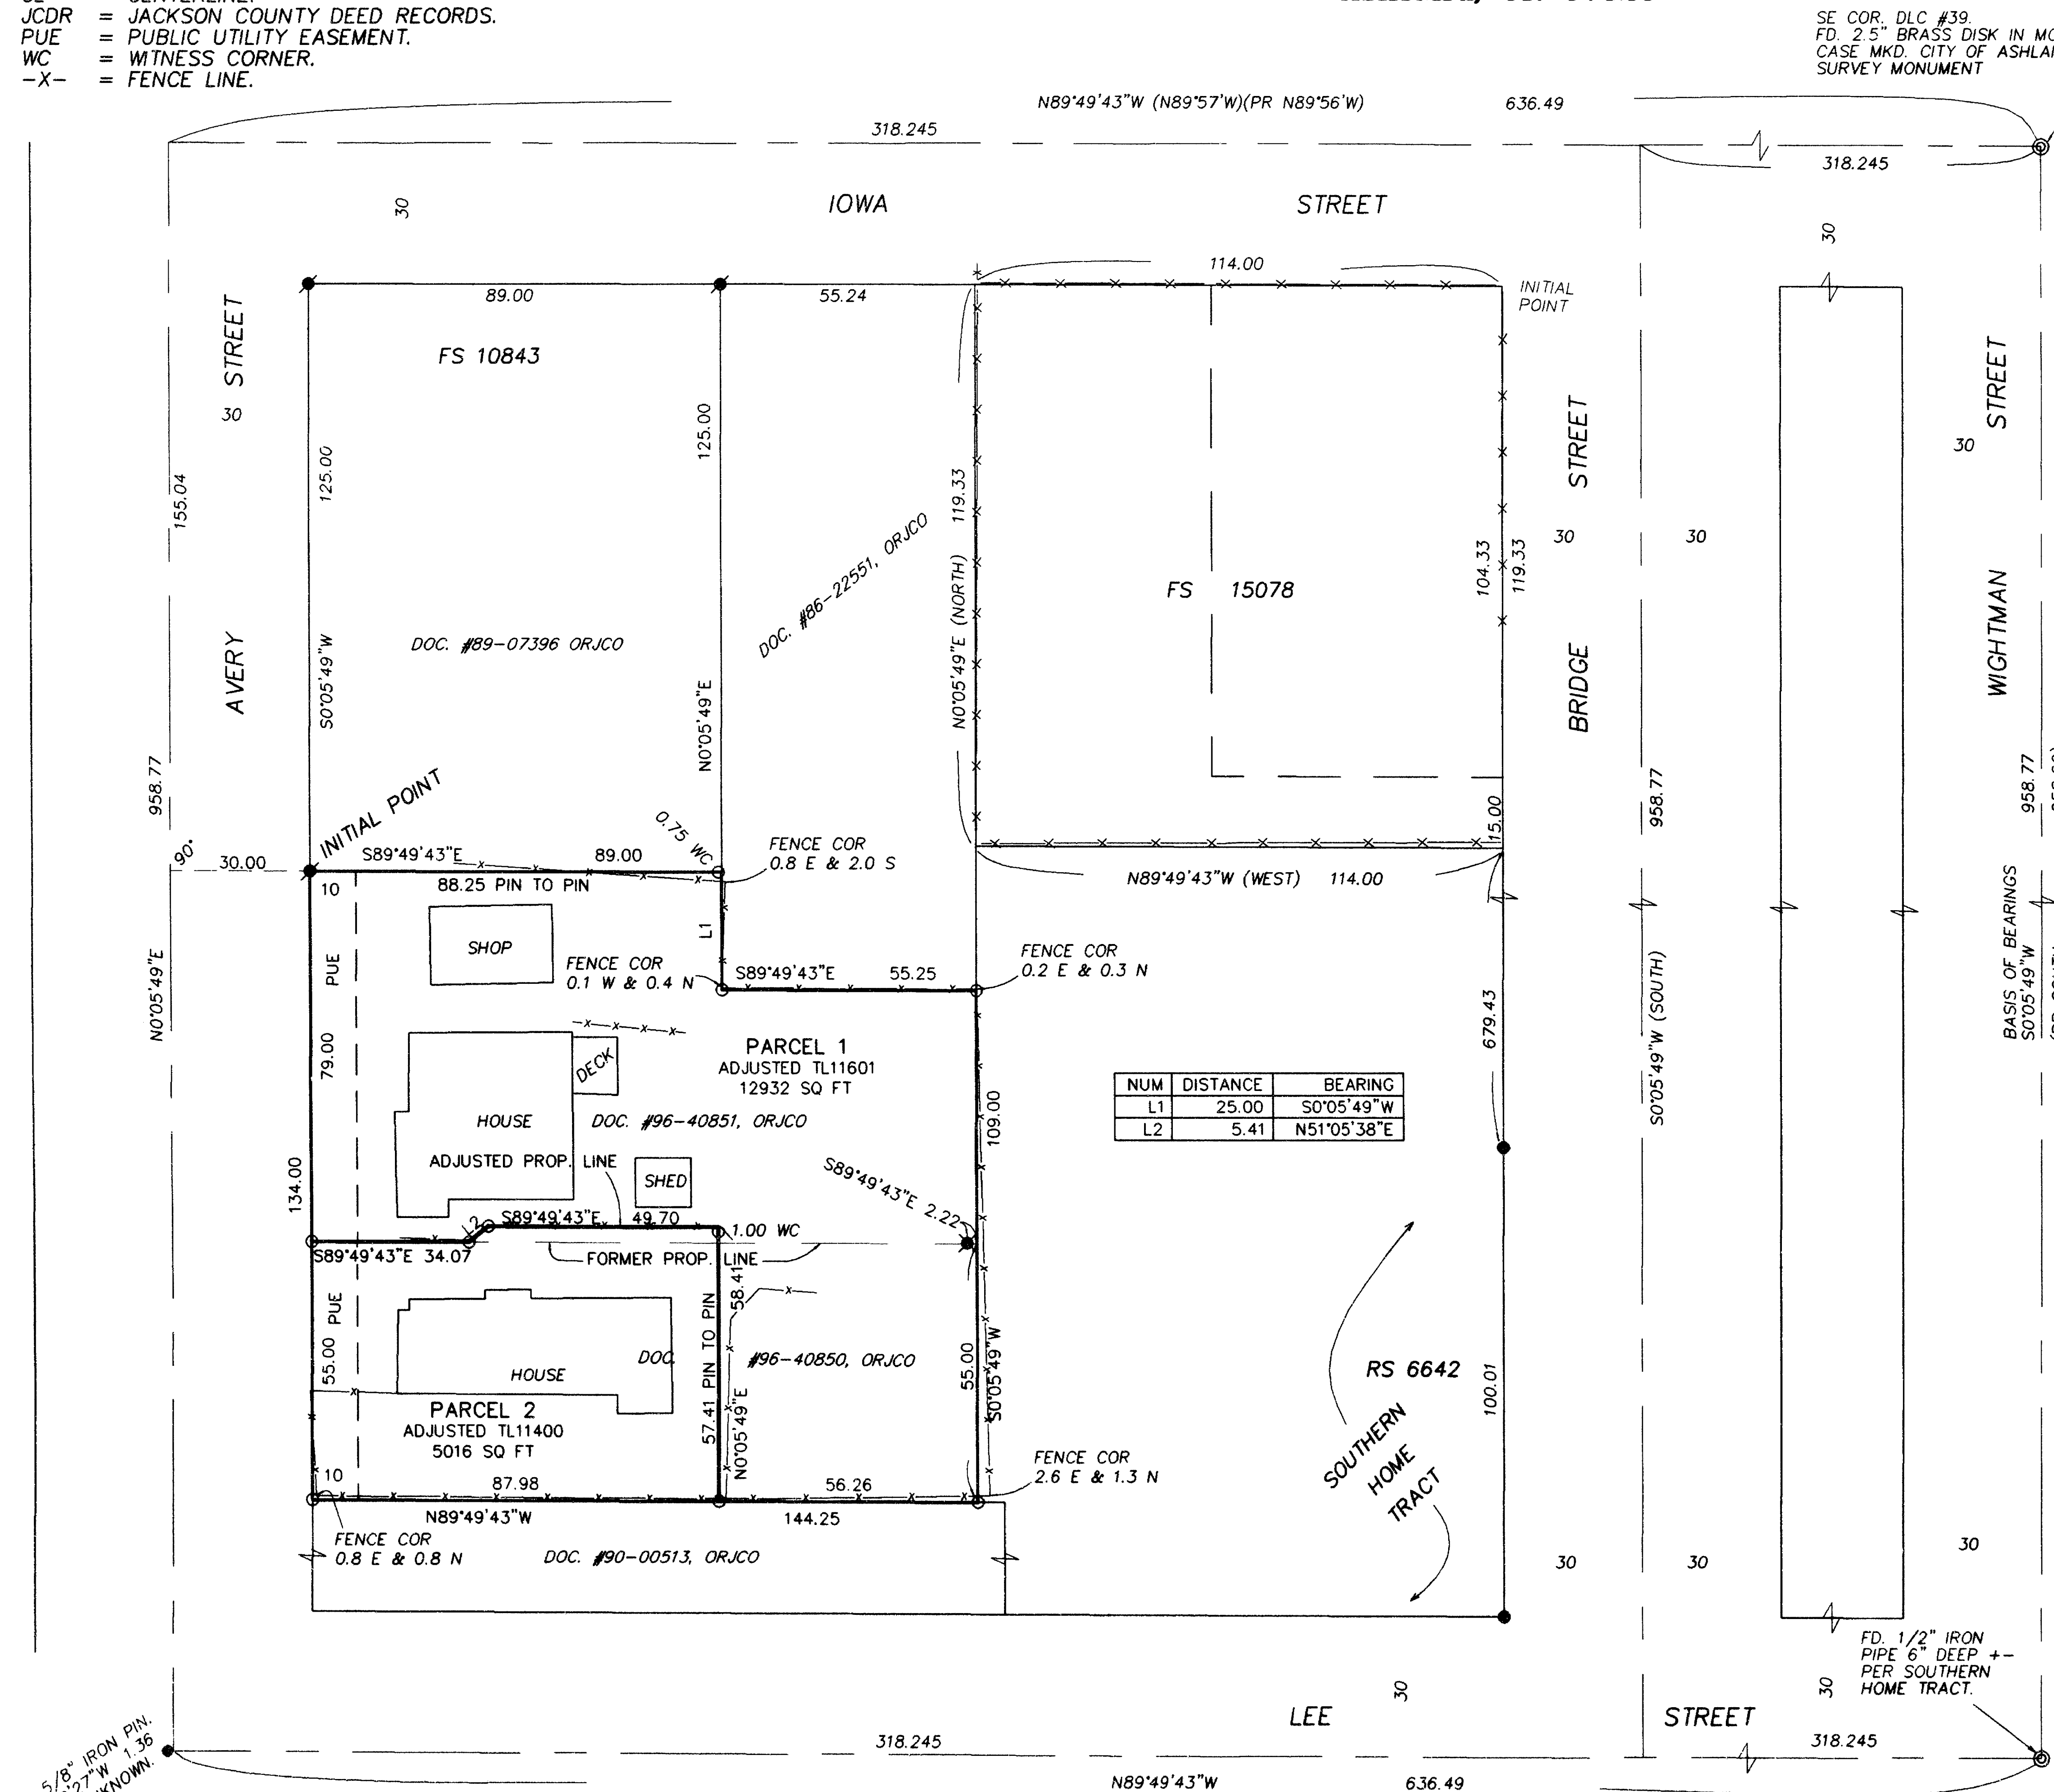 JCDR = JACKSON COUNTY DEED RECORDS.
PUE = PUBLIC UTILITY EASEMENT.
WC = WITNESS CORNER.
-X- = FENCE LINE.
SE COR. DLC #39.
FD. 2.5" BRASS DISK IN
CASE MKD. CITY OF
SURVEY MONUMENT
N89°49'43"W (N89°57'W)(PR N89°56'W) 636.49
318.245
318.245
30
IOWA STREET
30
114.00
INITIAL
POINT
89.00
55.24
STREET
30
AVERY
FS 10843
125.00
125.00
155.04
S0°05'49"W
N0°05'49"E
DOC. #89-07396 ORJCO
DOC. #86-22551, ORJCO
119.33
N0°05'49"E (NORTH)
FS 15078
104.33
119.33
STREET
30
30
BRIDGE
STREET
30
WIGHTMAN
958.77
958.77
958.77
INITIAL POINT
90°
30.00
S89°49'43"E
89.00
0.75 WC
88.25 PIN TO PIN
FENCE COR
0.8 E & 2.0 S
15.00
N89°49'43"W (WEST) 114.00
BASIS OF BEARINGS
S0°05'49"W
N0°05'49"E
10
PUE
SHOP
L1
FENCE COR
0.1 W & 0.4 N
S89°49'43"E 55.25
FENCE COR
0.2 E & 0.3 N
S0°05'49"W (SOUTH)
679.43
79.00
DECK
PARCEL 1
ADJUSTED TL11601
12932 SQ FT
HOUSE
DOC. #96-40851, ORJCO
109.00
NUM DISTANCE BEARING
L1 25.00 S0°05'49"W
L2 5.41 N51°05'38"E
ADJUSTED PROP. LINE
SHED
134.00
S89°49'43"E 2.22
L2
S89°49'43"E 49.70
1.00 WC
S89°49'43"E 34.07
FORMER PROP. LINE
PUE
55.00
58.41
57.41 PIN TO PIN
N0°05'49"E
HOUSE
DOC. #96-40850, ORJCO
55.00
S0°05'49"W
RS 6642
100.01
PARCEL 2
ADJUSTED TL11400
5016 SQ FT
SOUTHERN
HOME
TRACT
10
87.98
56.26
FENCE COR
2.6 E & 1.3 N
N89°49'43"W
144.25
FENCE COR
0.8 E & 0.8 N
DOC. #90-00513, ORJCO
30
30
30
FD. 1/2" IRON
PIPE 6" DEEP +-
PER SOUTHERN
HOME TRACT.
30
30
LEE STREET
5/8" IRON PIN.
27"W 1.36
318.245
318.245
N89°49'43"W 636.49